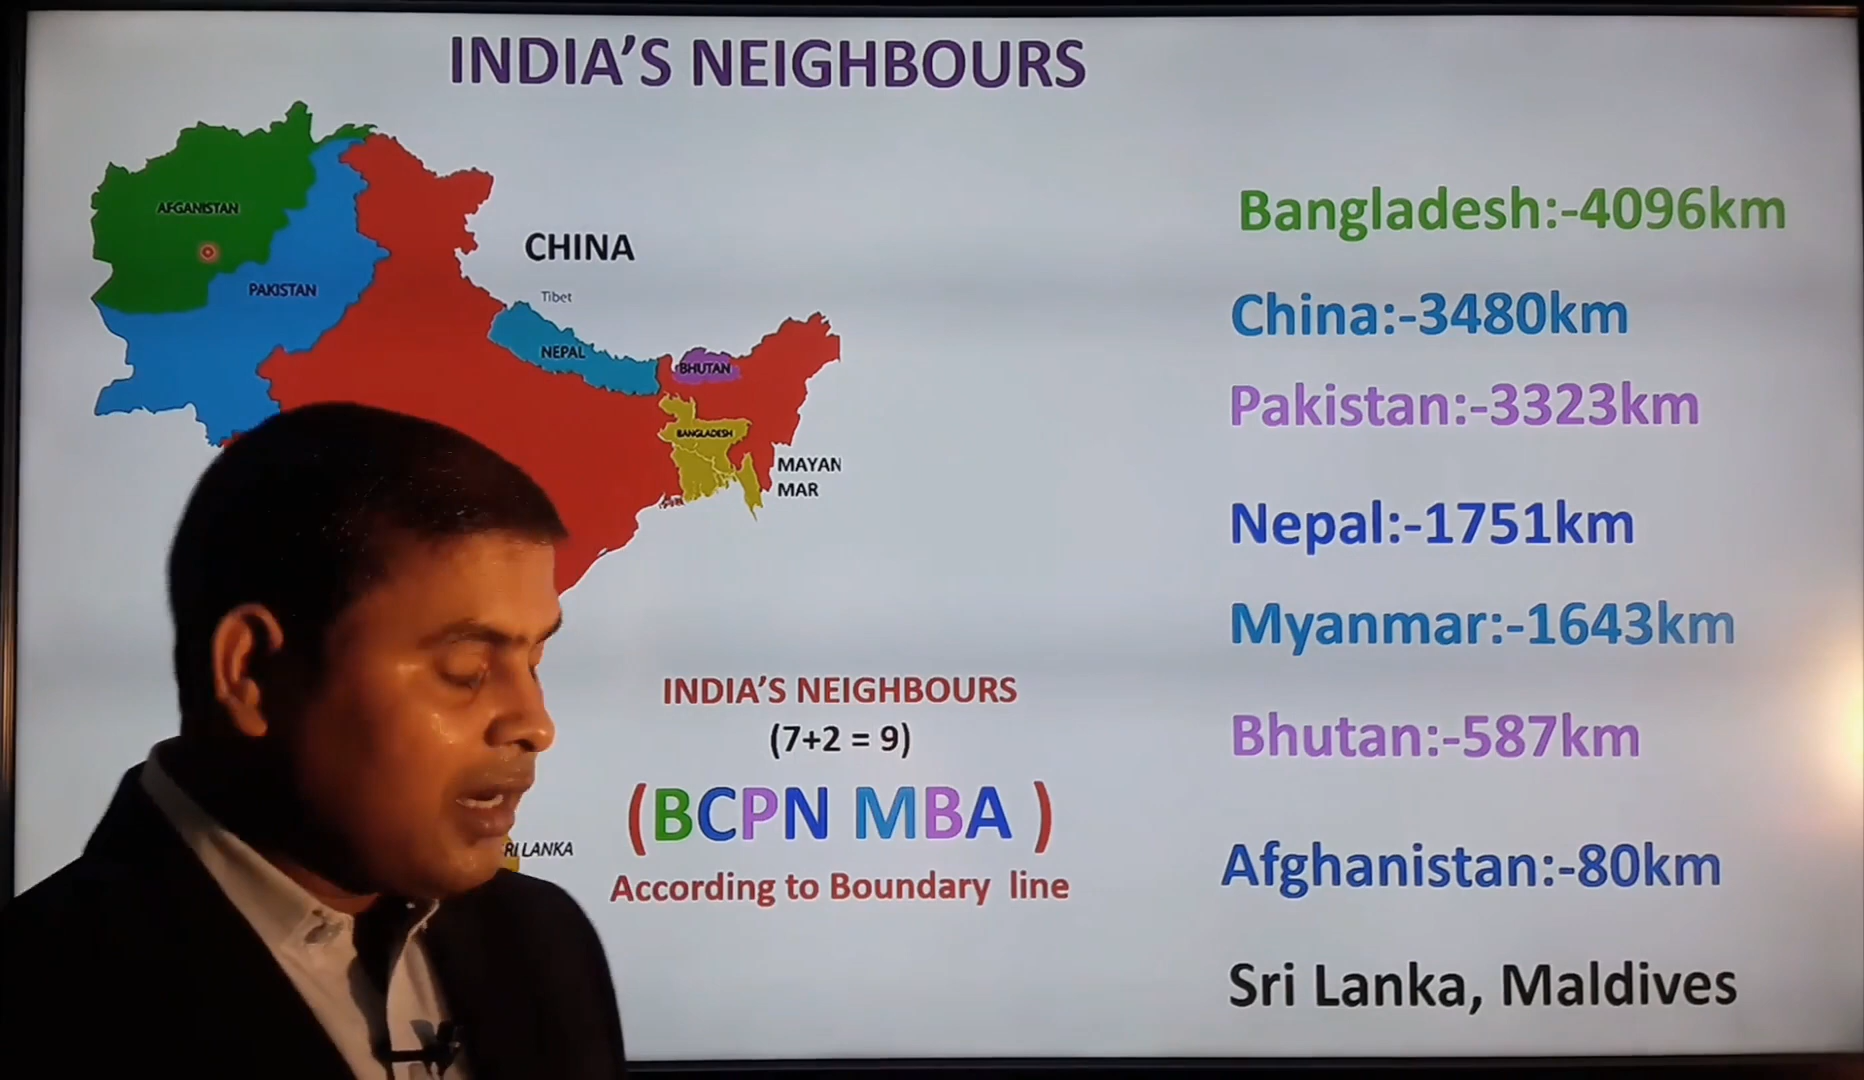 INDIA'S NEIGHBOURS
AFGANISTAN
PAKISTAN
CHINA
Tibet
NEPAL
BHUTAN
BANGLADESH
MAYAN
MAR
RI LANKA
INDIA'S NEIGHBOURS
(7+2 = 9)
(BCPN MBA )
According to Boundary line
Bangladesh:-4096km
China:-3480km
Pakistan:-3323km
Nepal:-1751km
Myanmar:-1643km
Bhutan:-587km
Afghanistan:-80km
Sri Lanka, Maldives